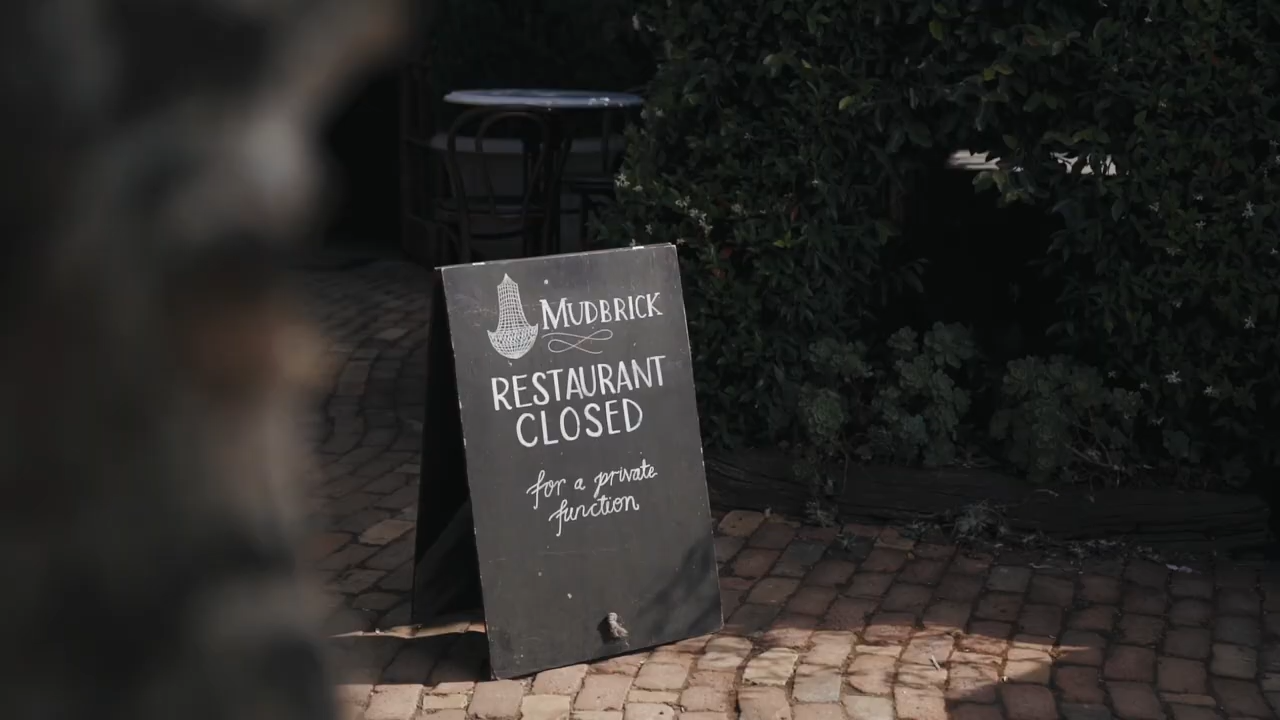 MUDBRICK
RESTAURANT
CLOSED
for a private
function